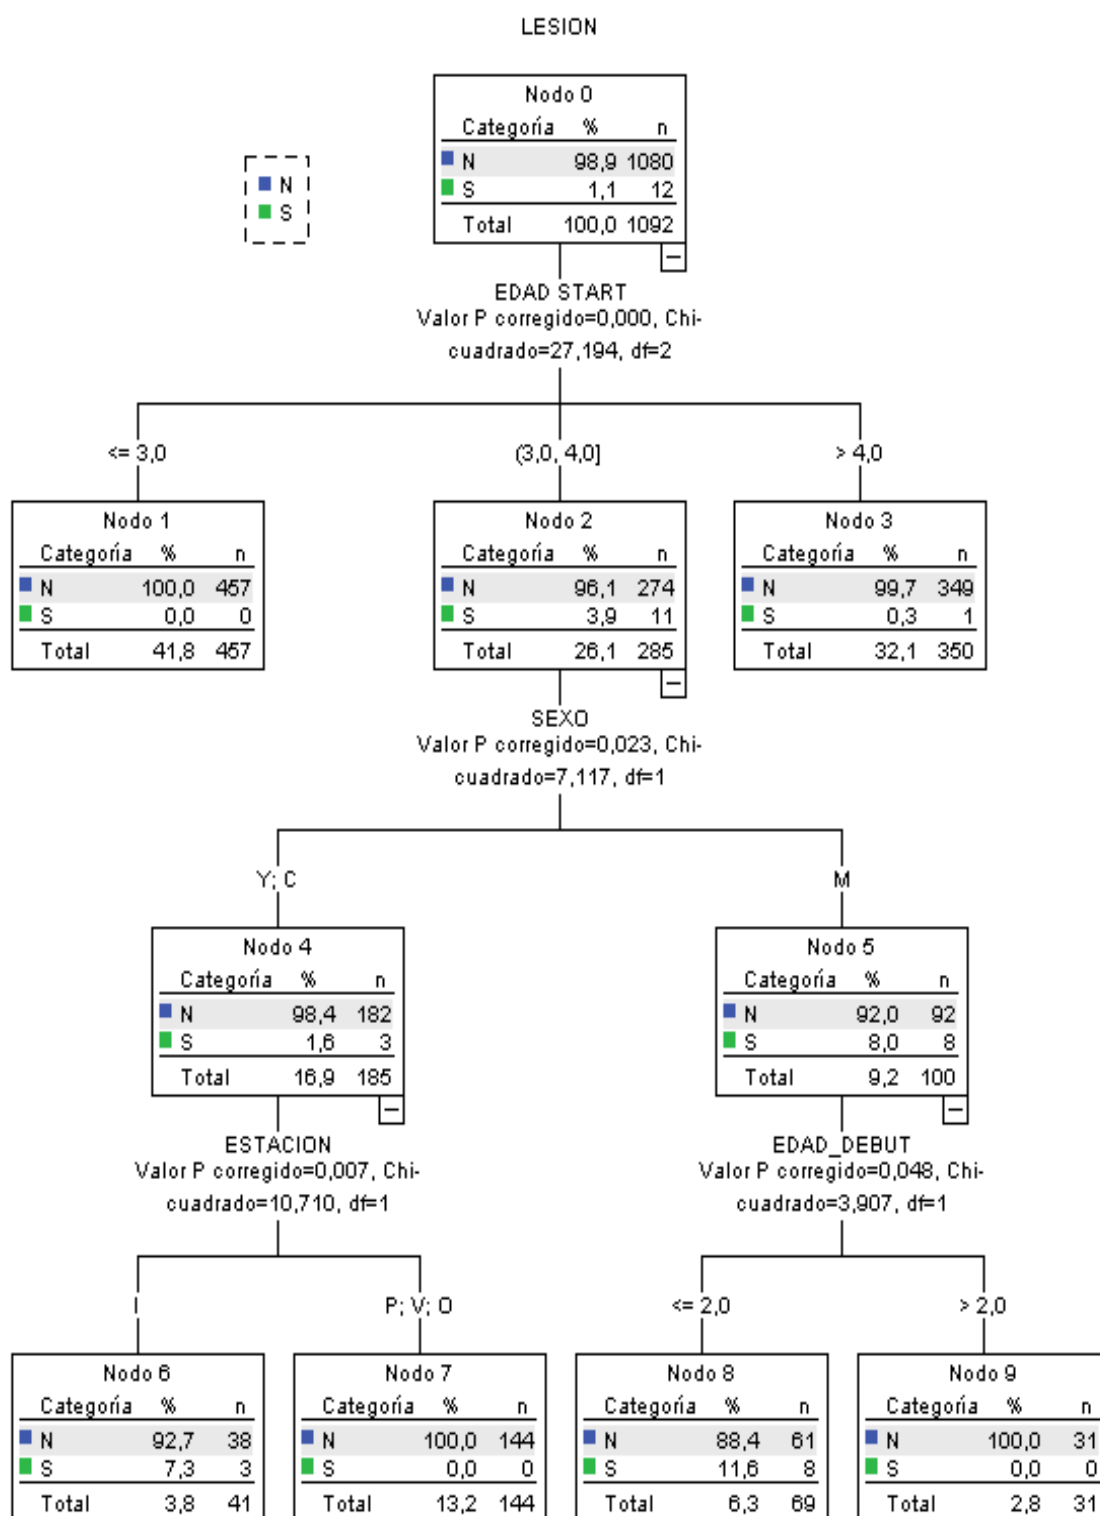 LESION
Nodo 0
Categoría % n
N 98,9 1080
S 1,1 12
Total 100,0 1092
N
S
EDAD START
Valor P corregido=0,000, Chi-
cuadrado=27,194, df=2
<= 3,0
(3,0, 4,0]
> 4,0
Nodo 1
Categoría % n
N 100,0 457
S 0,0 0
Total 41,8 457
Nodo 2
Categoría % n
N 96,1 274
S 3,9 11
Total 26,1 285
Nodo 3
Categoría % n
N 99,7 349
S 0,3 1
Total 32,1 350
SEXO
Valor P corregido=0,023, Chi-
cuadrado=7,117, df=1
Y; C
M
Nodo 4
Categoría % n
N 98,4 182
S 1,6 3
Total 16,9 185
Nodo 5
Categoría % n
N 92,0 92
S 8,0 8
Total 9,2 100
ESTACION
Valor P corregido=0,007, Chi-
cuadrado=10,710, df=1
EDAD_DEBUT
Valor P corregido=0,048, Chi-
cuadrado=3,907, df=1
I
P; V; O
<= 2,0
> 2,0
Nodo 6
Categoría % n
N 92,7 38
S 7,3 3
Total 3,8 41
Nodo 7
Categoría % n
N 100,0 144
S 0,0 0
Total 13,2 144
Nodo 8
Categoría % n
N 88,4 61
S 11,6 8
Total 6,3 69
Nodo 9
Categoría % n
N 100,0 31
S 0,0 0
Total 2,8 31